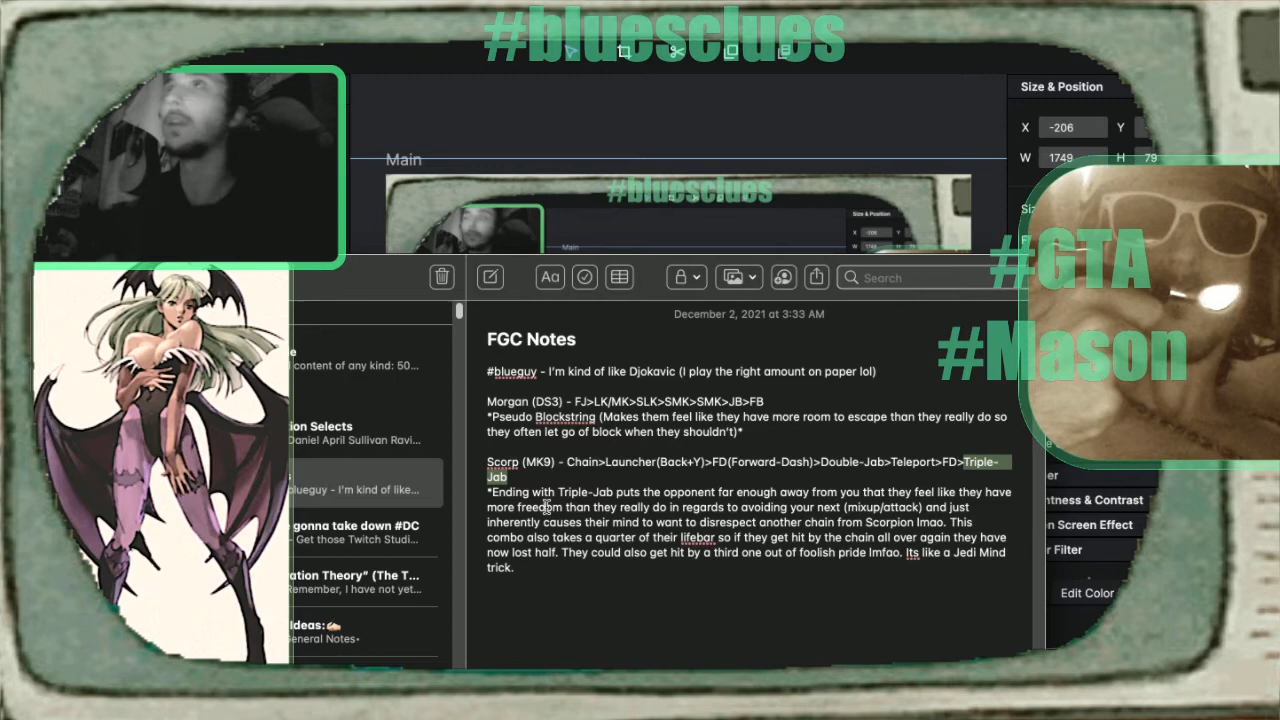 #bluesclues
Size & Position
X -206 Y
W 1749 H 79
Main
#bluesclues
Size & Position
Main
#GTA
#Mason
Aa
Search
December 2, 2021 at 3:33 AM
FGC Notes
#blueguy - I'm kind of like Djokavic (I play the right amount on paper lol)
Morgan (DS3) - FJ>LK/MK>SLK>SMK>SMK>JB>FB
*Pseudo Blockstring (Makes them feel like they have more room to escape than they really do so
they often let go of block when they shouldn't)*
Scorp (MK9) - Chain>Launcher(Back+Y)>FD(Forward-Dash)>Double-Jab>Teleport>FD>Triple-
Jab
*Ending with Triple-Jab puts the opponent far enough away from you that they feel like they have
more freedom than they really do in regards to avoiding your next (mixup/attack) and just
inherently causes their mind to want to disrespect another chain from Scorpion lmao. This
combo also takes a quarter of their lifebar so if they get hit by the chain all over again they have
now lost half. They could also get hit by a third one out of foolish pride lmfao. Its like a Jedi Mind
trick.
content of any kind: 50...
ion Selects
Daniel April Sullivan Ravi...
blueguy - I'm kind of like...
e gonna take down #DC
- Get those Twitch Studi...
ation Theory" (The T...
Remember, I have not yet...
Ideas:✍🏻
General Notes•
ntness & Contrast
n Screen Effect
r Filter
Edit Color